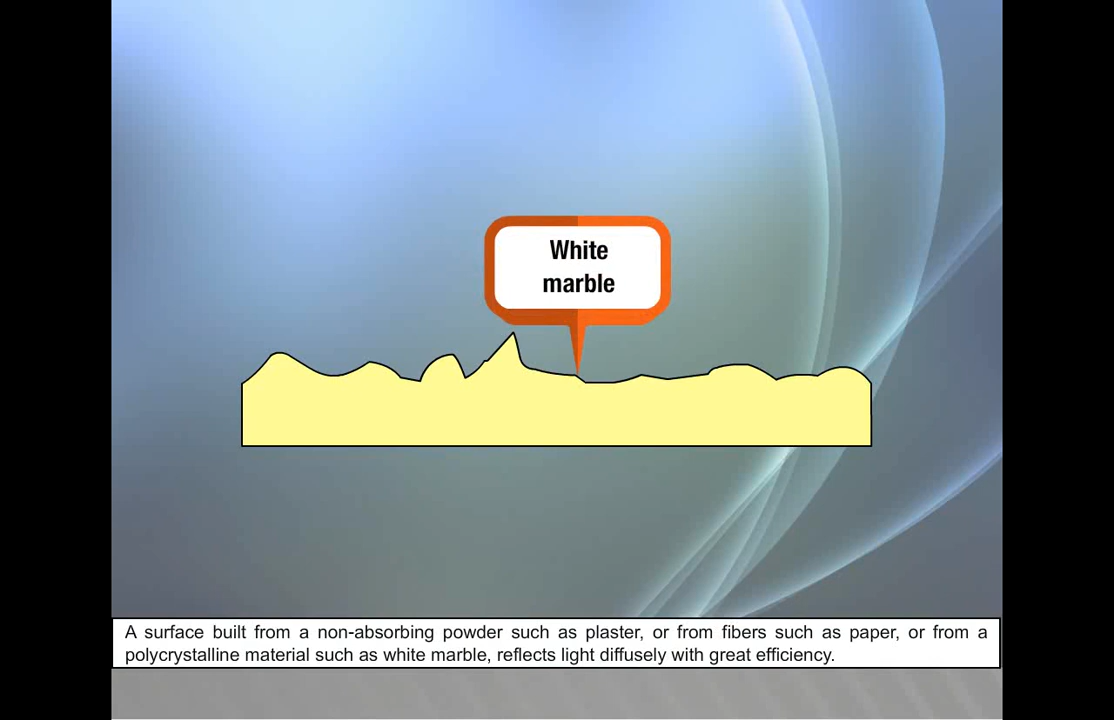 White
marble
A surface built from a non-absorbing powder such as plaster, or from fibers such as paper, or from a
polycrystalline material such as white marble, reflects light diffusely with great efficiency.